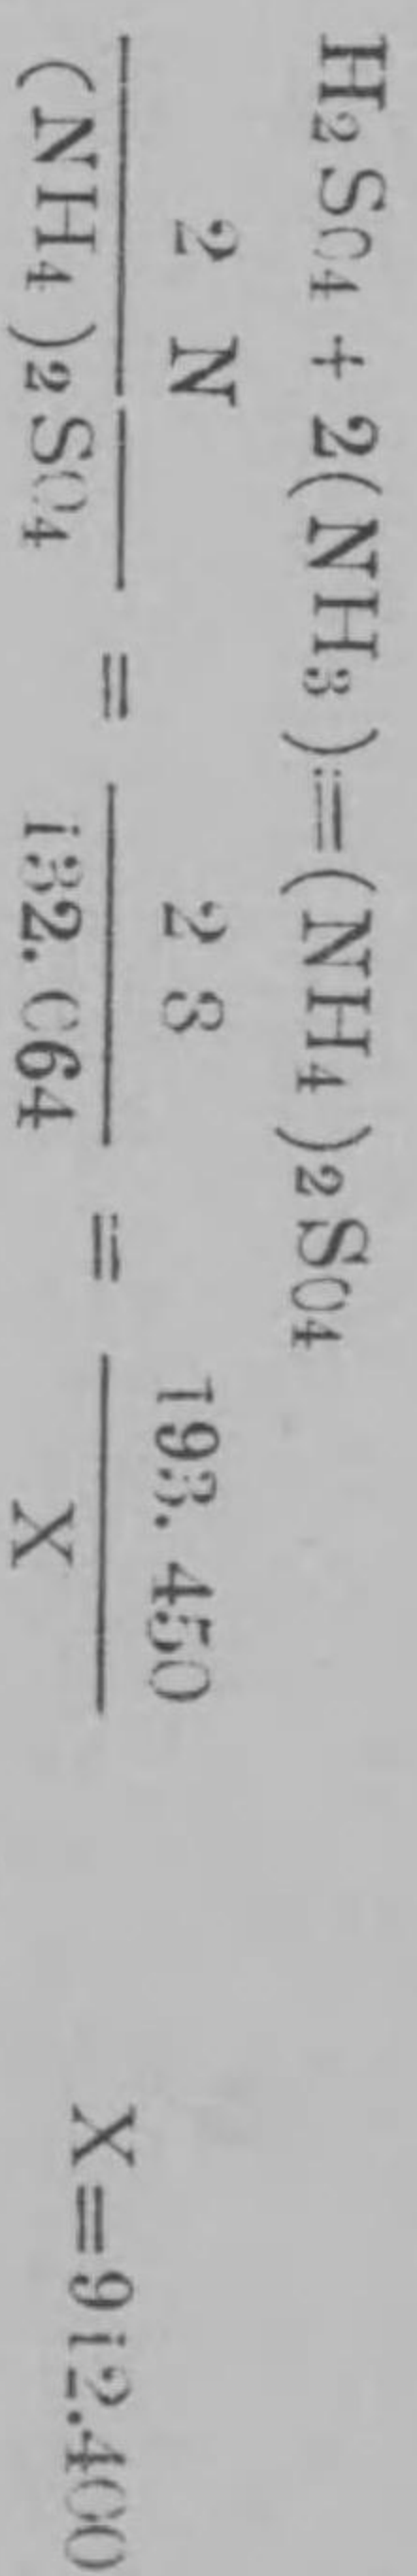 H₂SO₄ + 2(NH₃)=(NH₄)₂SO₄
2 N / (NH₄)₂SO₄ = 28 / 132.064 = 193.450 / X X=912.400